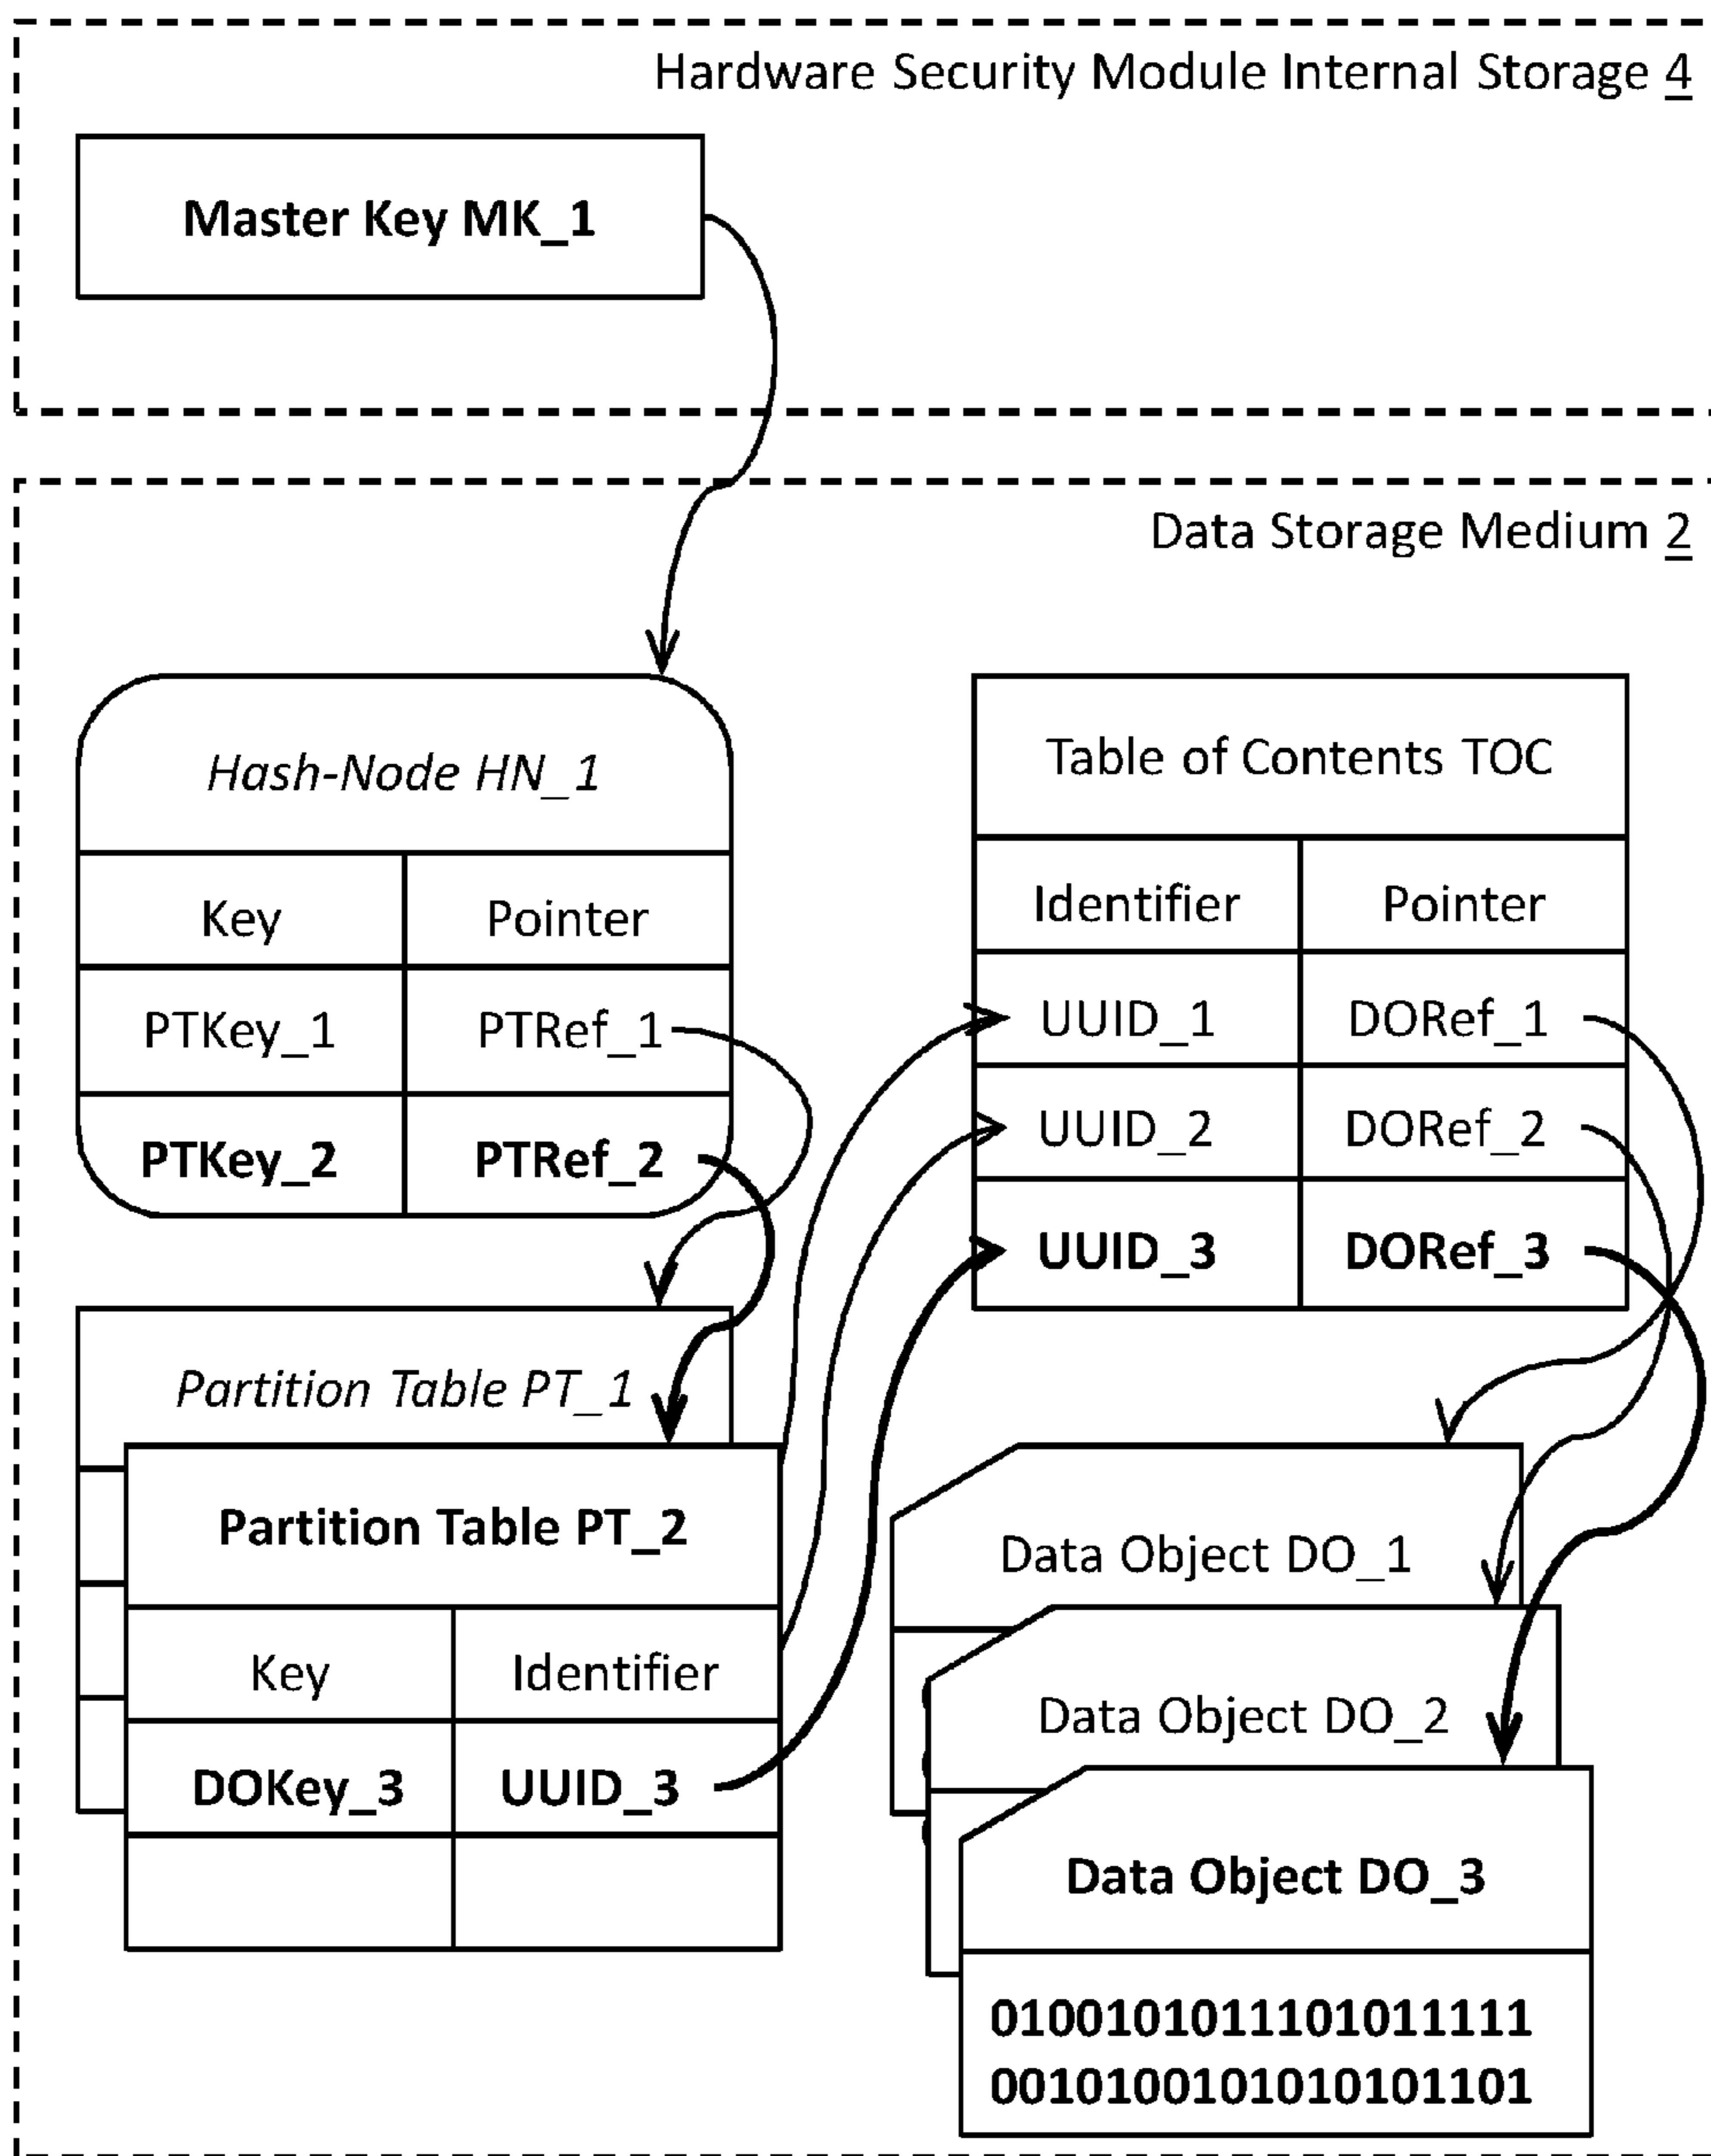 Hardware Security Module Internal Storage 4
Master Key MK_1
Data Storage Medium 2
Hash-Node HN_1
Key Pointer
PTKey_1 PTRef_1
PTKey_2 PTRef_2
Table of Contents TOC
Identifier Pointer
UUID_1 DORef_1
UUID_2 DORef_2
UUID_3 DORef_3
Partition Table PT_1
Partition Table PT_2
Key Identifier
DOKey_3 UUID_3
Data Object DO_1
Data Object DO_2
Data Object DO_3
0100101011101011111
0010100101010101101